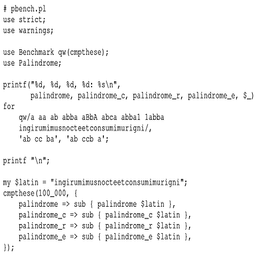 # pbench.pl
use strict;
use warnings;
use Benchmark qw(cmpthese);
use Palindrome;
printf("%d, %d, %d, %d: %s\n",
palindrome, palindrome_c, palindrome_r, palindrome_e, $_)
for
qw/a aa ab abba aBbA abca abba1 1abba
ingirumimusnocteetconsumimurigni/,
'ab cc ba', 'ab ccb a';
printf "\n";
my $latin = "ingirumimusnocteetconsumimurigni";
cmpthese(100_000, {
palindrome => sub { palindrome $latin },
palindrome_c => sub { palindrome_c $latin },
palindrome_r => sub { palindrome_r $latin },
palindrome_e => sub { palindrome_e $latin },
});